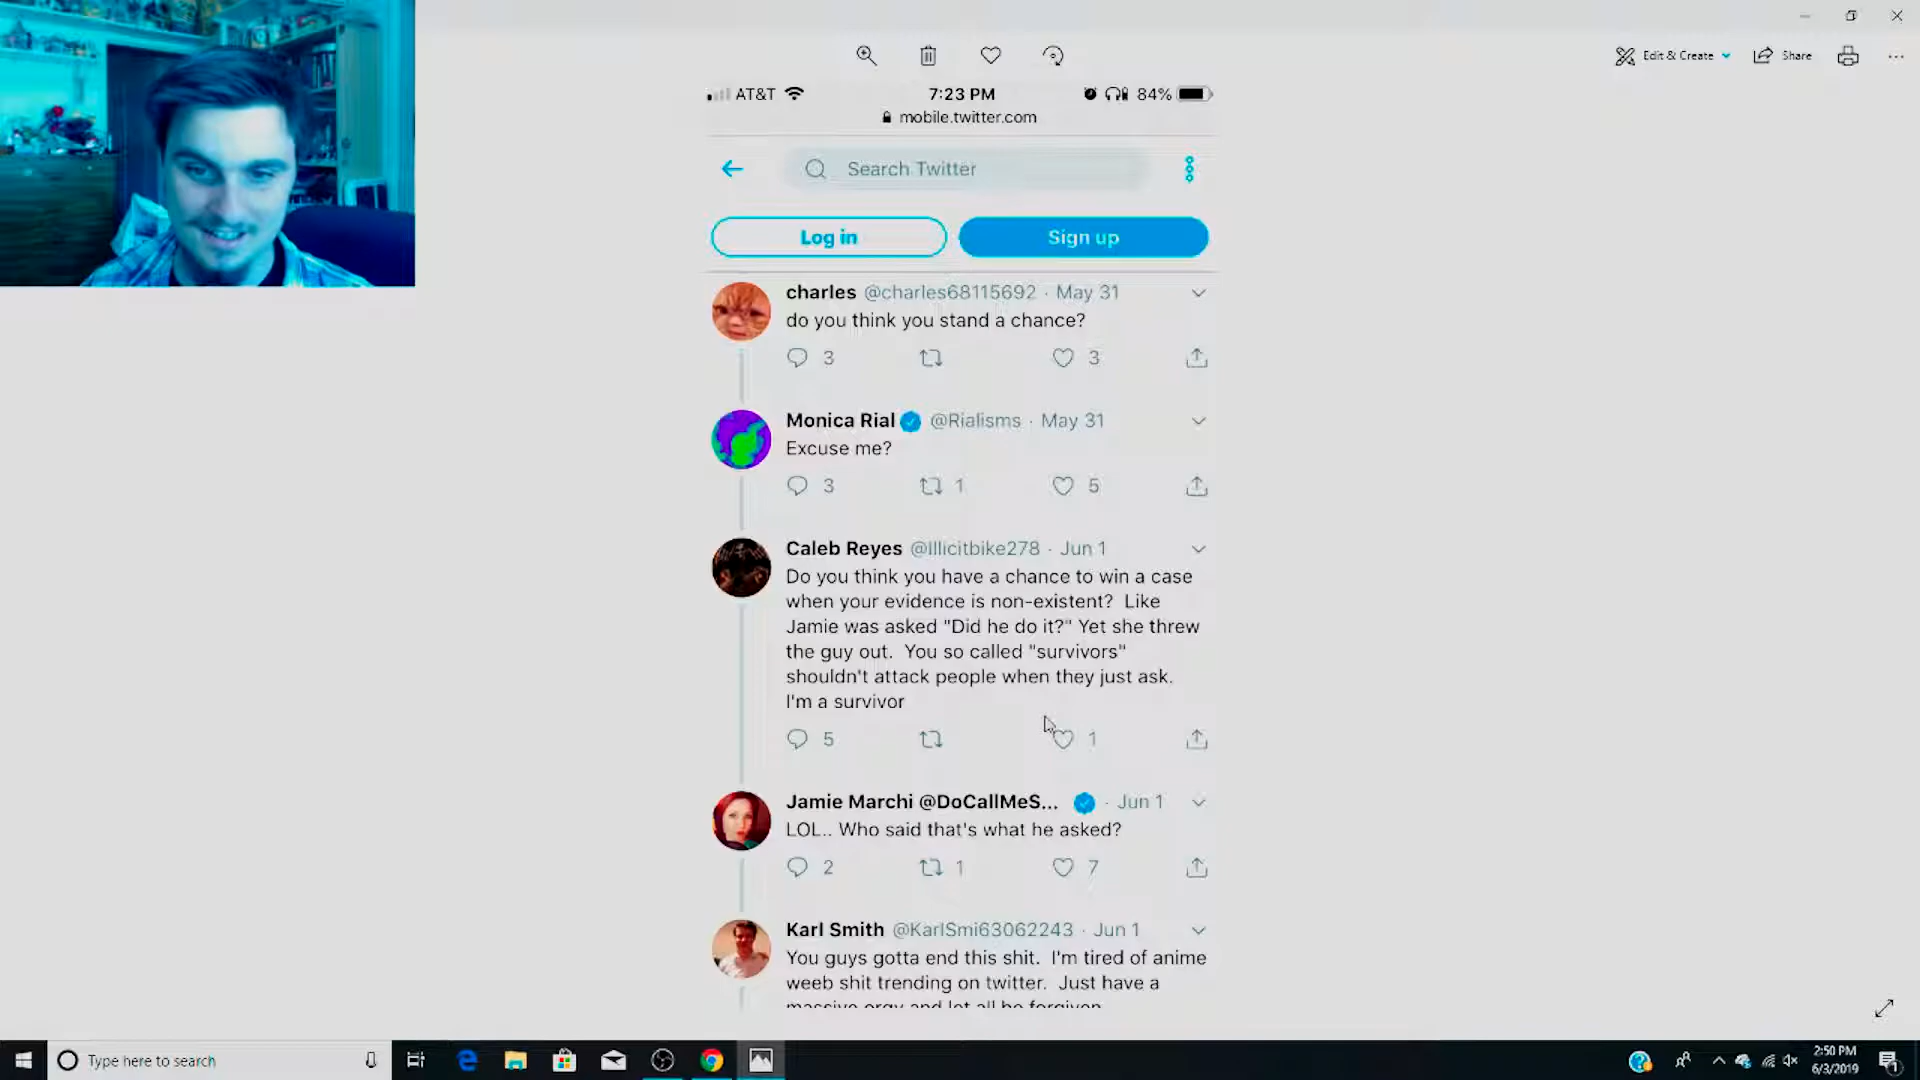 Edit & Create
Share
AT&T
7:23 PM
84%
mobile.twitter.com
Search Twitter
Log in
Sign up
charles @charles68115692 · May 31
do you think you stand a chance?
3
3
Monica Rial @Rialisms · May 31
Excuse me?
3
1
5
Caleb Reyes @Illicitbike278 · Jun 1
Do you think you have a chance to win a case
when your evidence is non-existent?  Like
Jamie was asked "Did he do it?" Yet she threw
the guy out.  You so called "survivors"
shouldn't attack people when they just ask.
I'm a survivor
5
1
Jamie Marchi @DoCallMeS... · Jun 1
LOL.. Who said that's what he asked?
2
1
7
Karl Smith @KarlSmi63062243 · Jun 1
You guys gotta end this shit.  I'm tired of anime
weeb shit trending on twitter.  Just have a
massive orgy and let all be forgiven
Type here to search
2:50 PM
6/3/2019